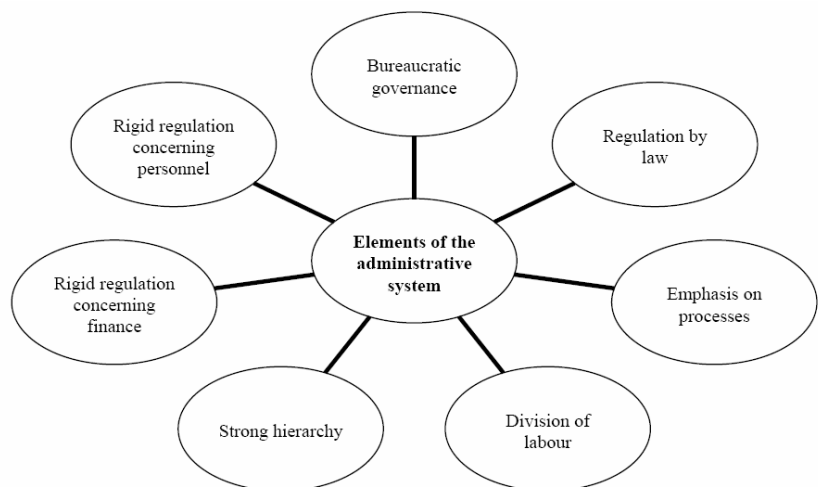 Bureaucratic
governance
Rigid regulation
concerning
personnel
Regulation by
law
Elements of the
administrative
system
Rigid regulation
concerning
finance
Emphasis on
processes
Strong hierarchy
Division of
labour